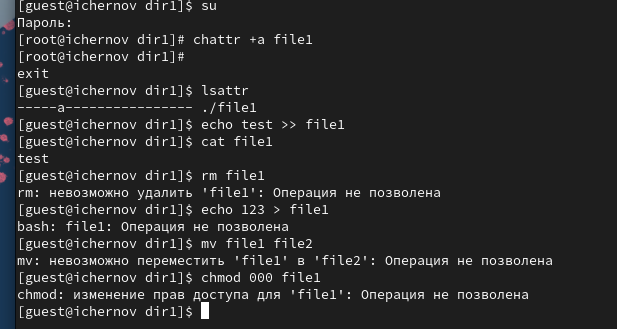 [guest@ichernov dir1]$ su
Пароль:
[root@ichernov dir1]# chattr +a file1
[root@ichernov dir1]#
exit
[guest@ichernov dir1]$ lsattr
-----a---------------- ./file1
[guest@ichernov dir1]$ echo test >> file1
[guest@ichernov dir1]$ cat file1
test
[guest@ichernov dir1]$ rm file1
rm: невозможно удалить 'file1': Операция не позволена
[guest@ichernov dir1]$ echo 123 > file1
bash: file1: Операция не позволена
[guest@ichernov dir1]$ mv file1 file2
mv: невозможно переместить 'file1' в 'file2': Операция не позволена
[guest@ichernov dir1]$ chmod 000 file1
chmod: изменение прав доступа для 'file1': Операция не позволена
[guest@ichernov dir1]$